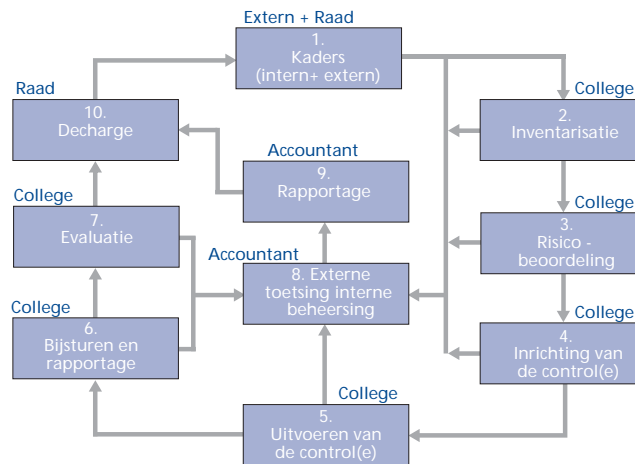 Extern + Raad
1.
Kaders
(intern+ extern)
Raad
10.
Decharge
College
2.
Inventarisatie
Accountant
9.
Rapportage
College
7.
Evaluatie
College
3.
Risico -
beoordeling
Accountant
8. Externe
toetsing interne
beheersing
College
6.
Bijsturen en
rapportage
College
4.
Inrichting van
de control(e)
College
5.
Uitvoeren van
de control(e)